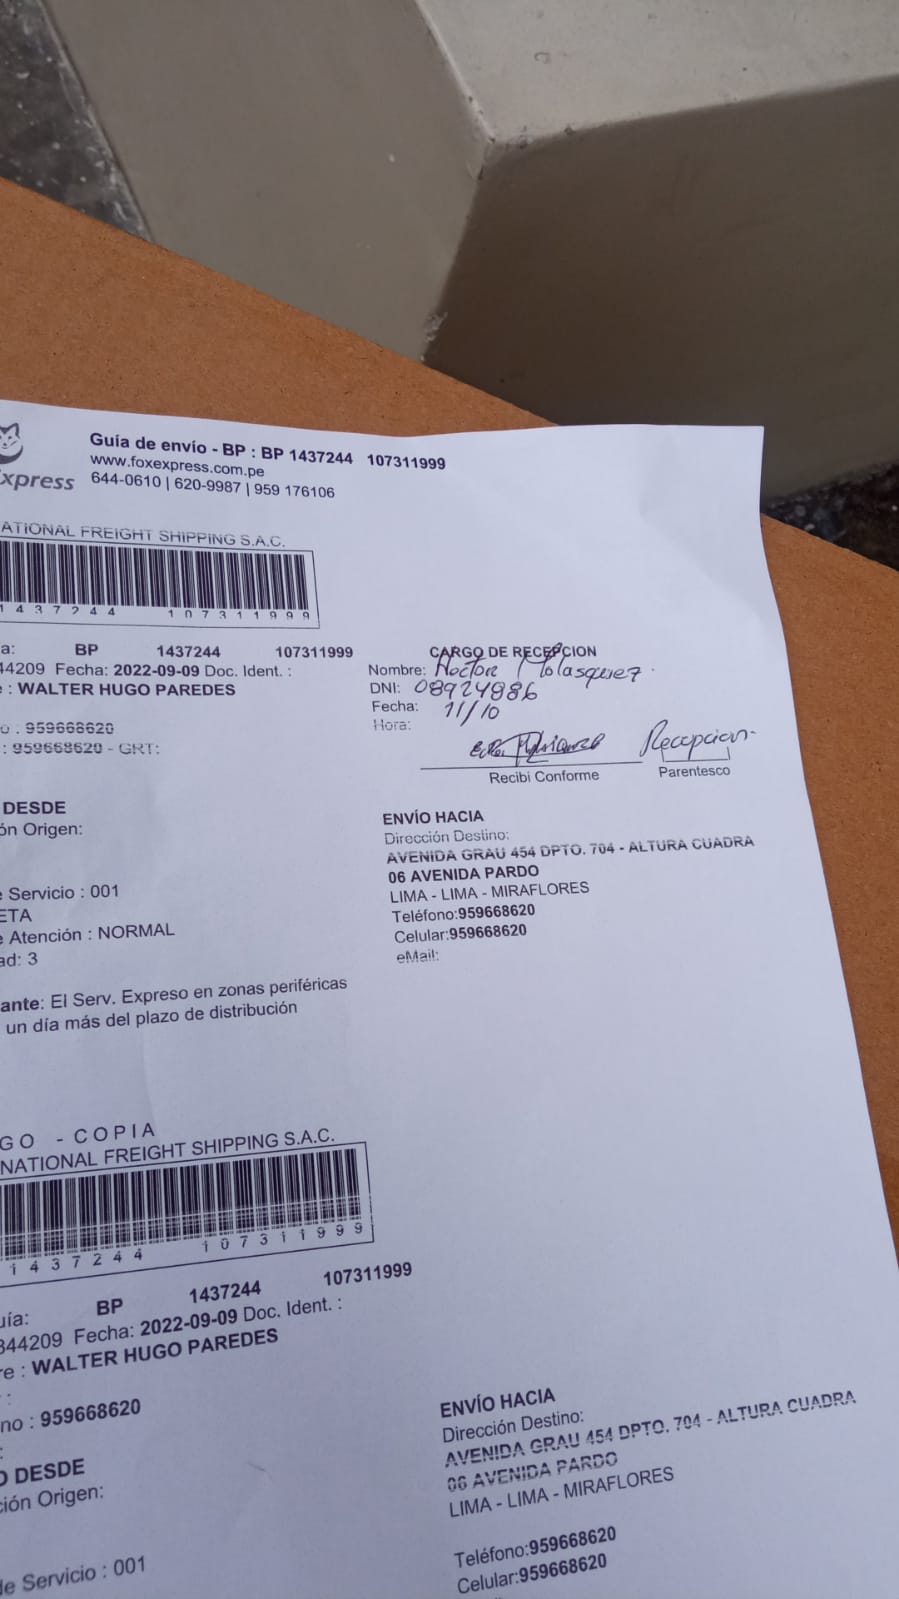 Guía de envío - BP : BP 1437244 107311999
www.foxexpress.com.pe
xpress 644-0610 | 620-9987 | 959 176106
ATIONAL FREIGHT SHIPPING S.A.C.
1437244 107311999
a: BP 1437244 107311999
44209 Fecha: 2022-09-09 Doc. Ident. :
: WALTER HUGO PAREDES
o : 959668620
: 959668620 - GRT:
CARGO DE RECEPCION
Nombre:
DNI: 08924986
Fecha: 11/10
Hora:
Recepcion
Recibi Conforme Parentesco
DESDE
ón Origen:
e Servicio : 001
ETA
e Atención : NORMAL
ad: 3
ante: El Serv. Expreso en zonas periféricas
un día más del plazo de distribución
ENVÍO HACIA
Dirección Destino:
AVENIDA GRAU 454 DPTO. 704 - ALTURA CUADRA
06 AVENIDA PARDO
LIMA - LIMA - MIRAFLORES
Teléfono:959668620
Celular:959668620
eMail:
GO - COPIA
NATIONAL FREIGHT SHIPPING S.A.C.
1437244 107311999
uía: BP 1437244 107311999
344209 Fecha: 2022-09-09 Doc. Ident. :
re : WALTER HUGO PAREDES
:
no : 959668620
:
O DESDE
ción Origen:
de Servicio : 001
ENVÍO HACIA
Dirección Destino:
AVENIDA GRAU 454 DPTO. 704 - ALTURA CUADRA
06 AVENIDA PARDO
LIMA - LIMA - MIRAFLORES
Teléfono:959668620
Celular:959668620